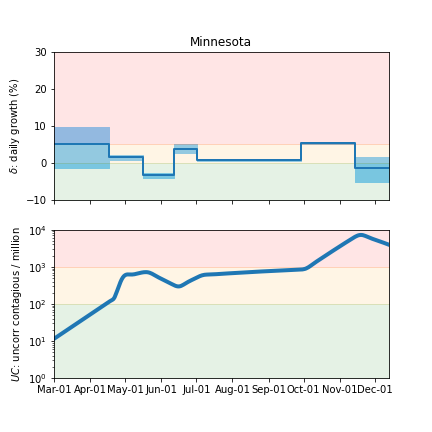 Minnesota
δ: daily growth (%)
30
20
10
0
−10
UC: uncorr contagious / million
10⁴
10³
10²
10¹
10⁰
Mar-01 Apr-01 May-01 Jun-01 Jul-01 Aug-01 Sep-01 Oct-01 Nov-01 Dec-01